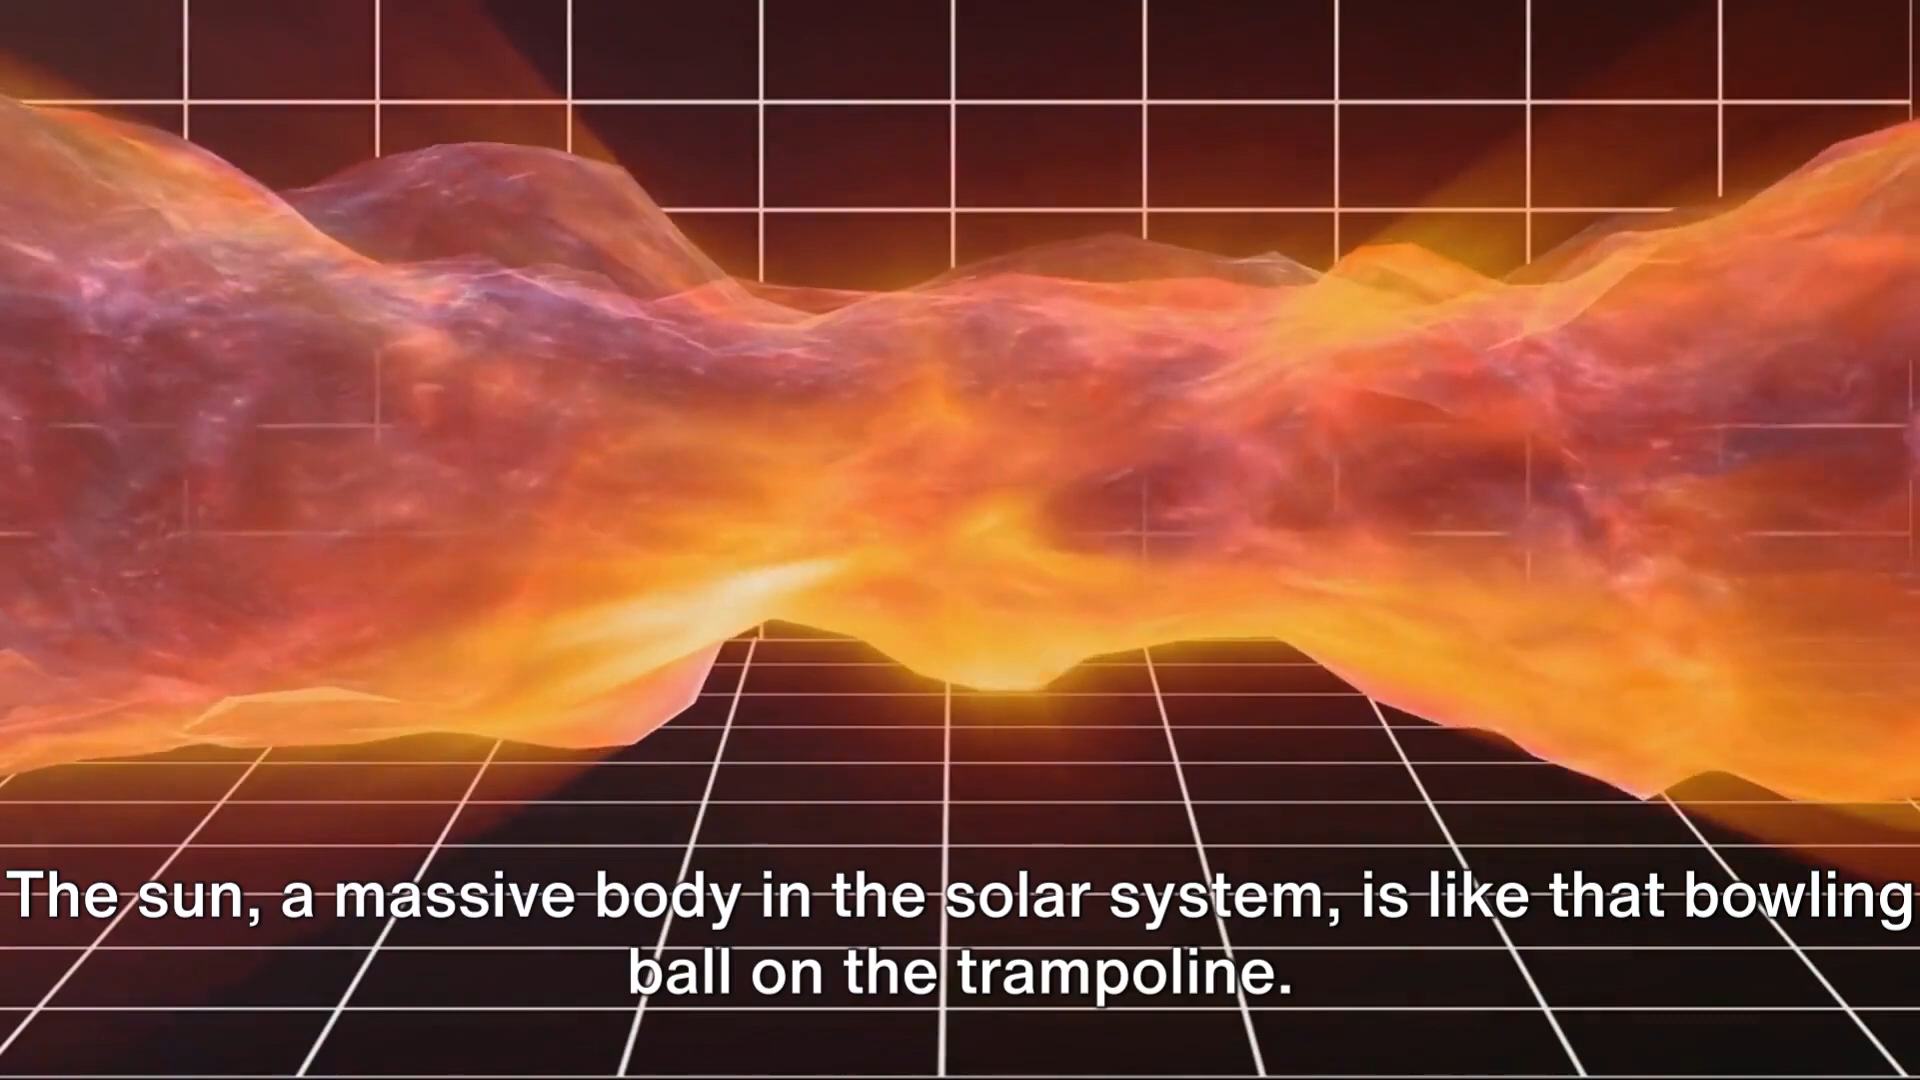 The sun, a massive body in the solar system, is like that bowling
ball on the trampoline.